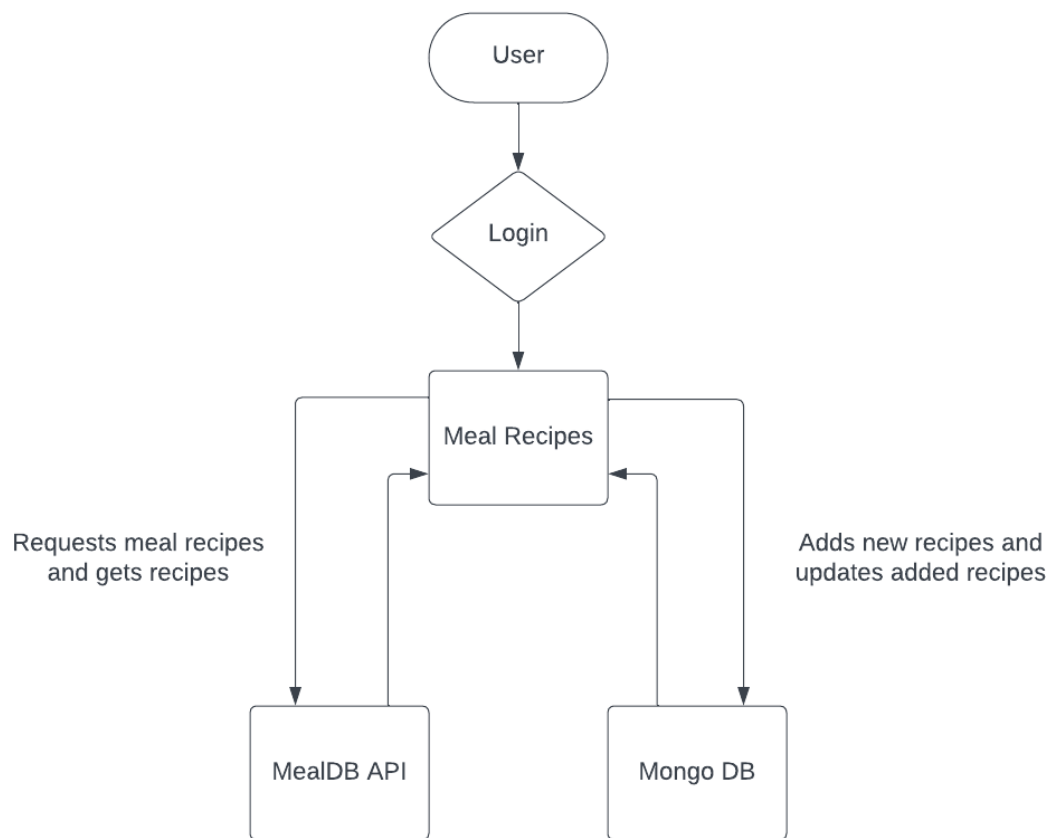 User
Login
Meal Recipes
Requests meal recipes
and gets recipes
Adds new recipes and
updates added recipes
MealDB API
Mongo DB